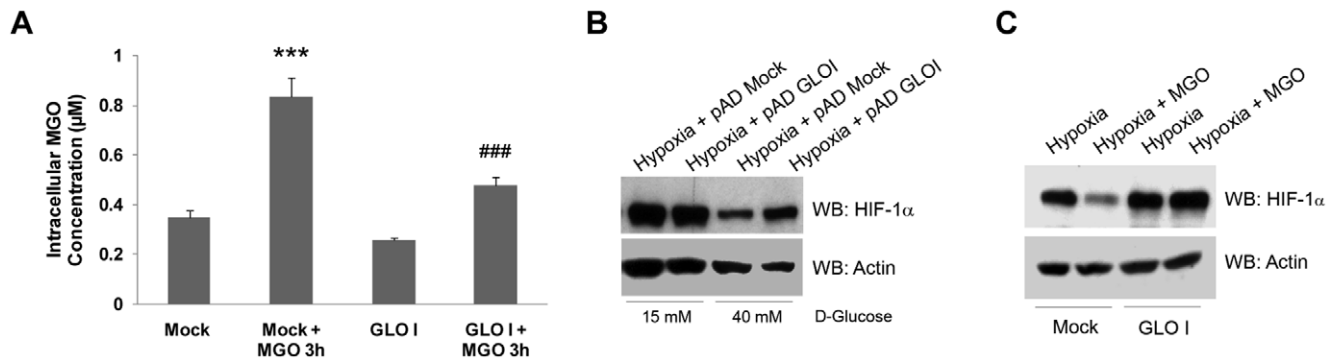 A
Intracellular MGO
Concentration (µM)
1
0.8
0.6
0.4
0.2
0
***
###
Mock
Mock +
MGO 3h
GLO I
GLO I +
MGO 3h
B
Hypoxia + pAD Mock
Hypoxia + pAD GLOI
Hypoxia + pAD Mock
Hypoxia + pAD GLOI
WB: HIF-1α
WB: Actin
15 mM 40 mM D-Glucose
C
Hypoxia
Hypoxia + MGO
Hypoxia
Hypoxia + MGO
WB: HIF-1α
WB: Actin
Mock GLO I